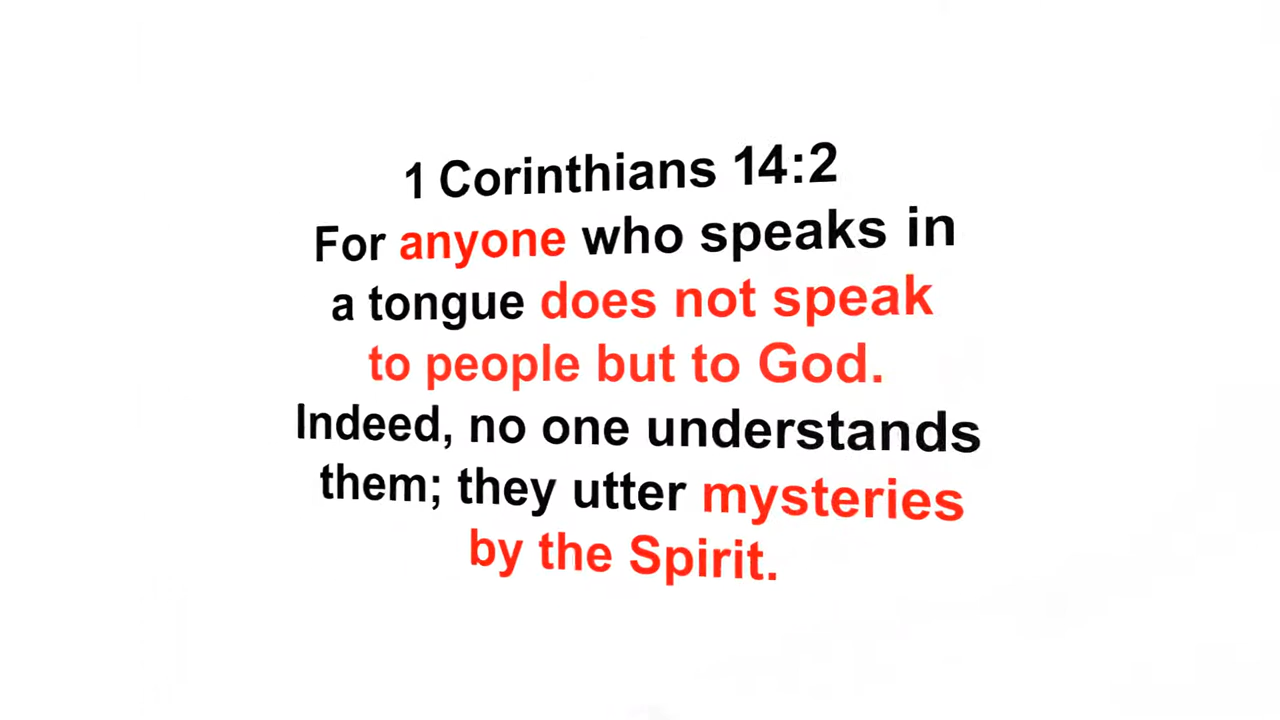 1 Corinthians 14:2
For anyone who speaks in
a tongue does not speak
to people but to God.
Indeed, no one understands
them; they utter mysteries
by the Spirit.